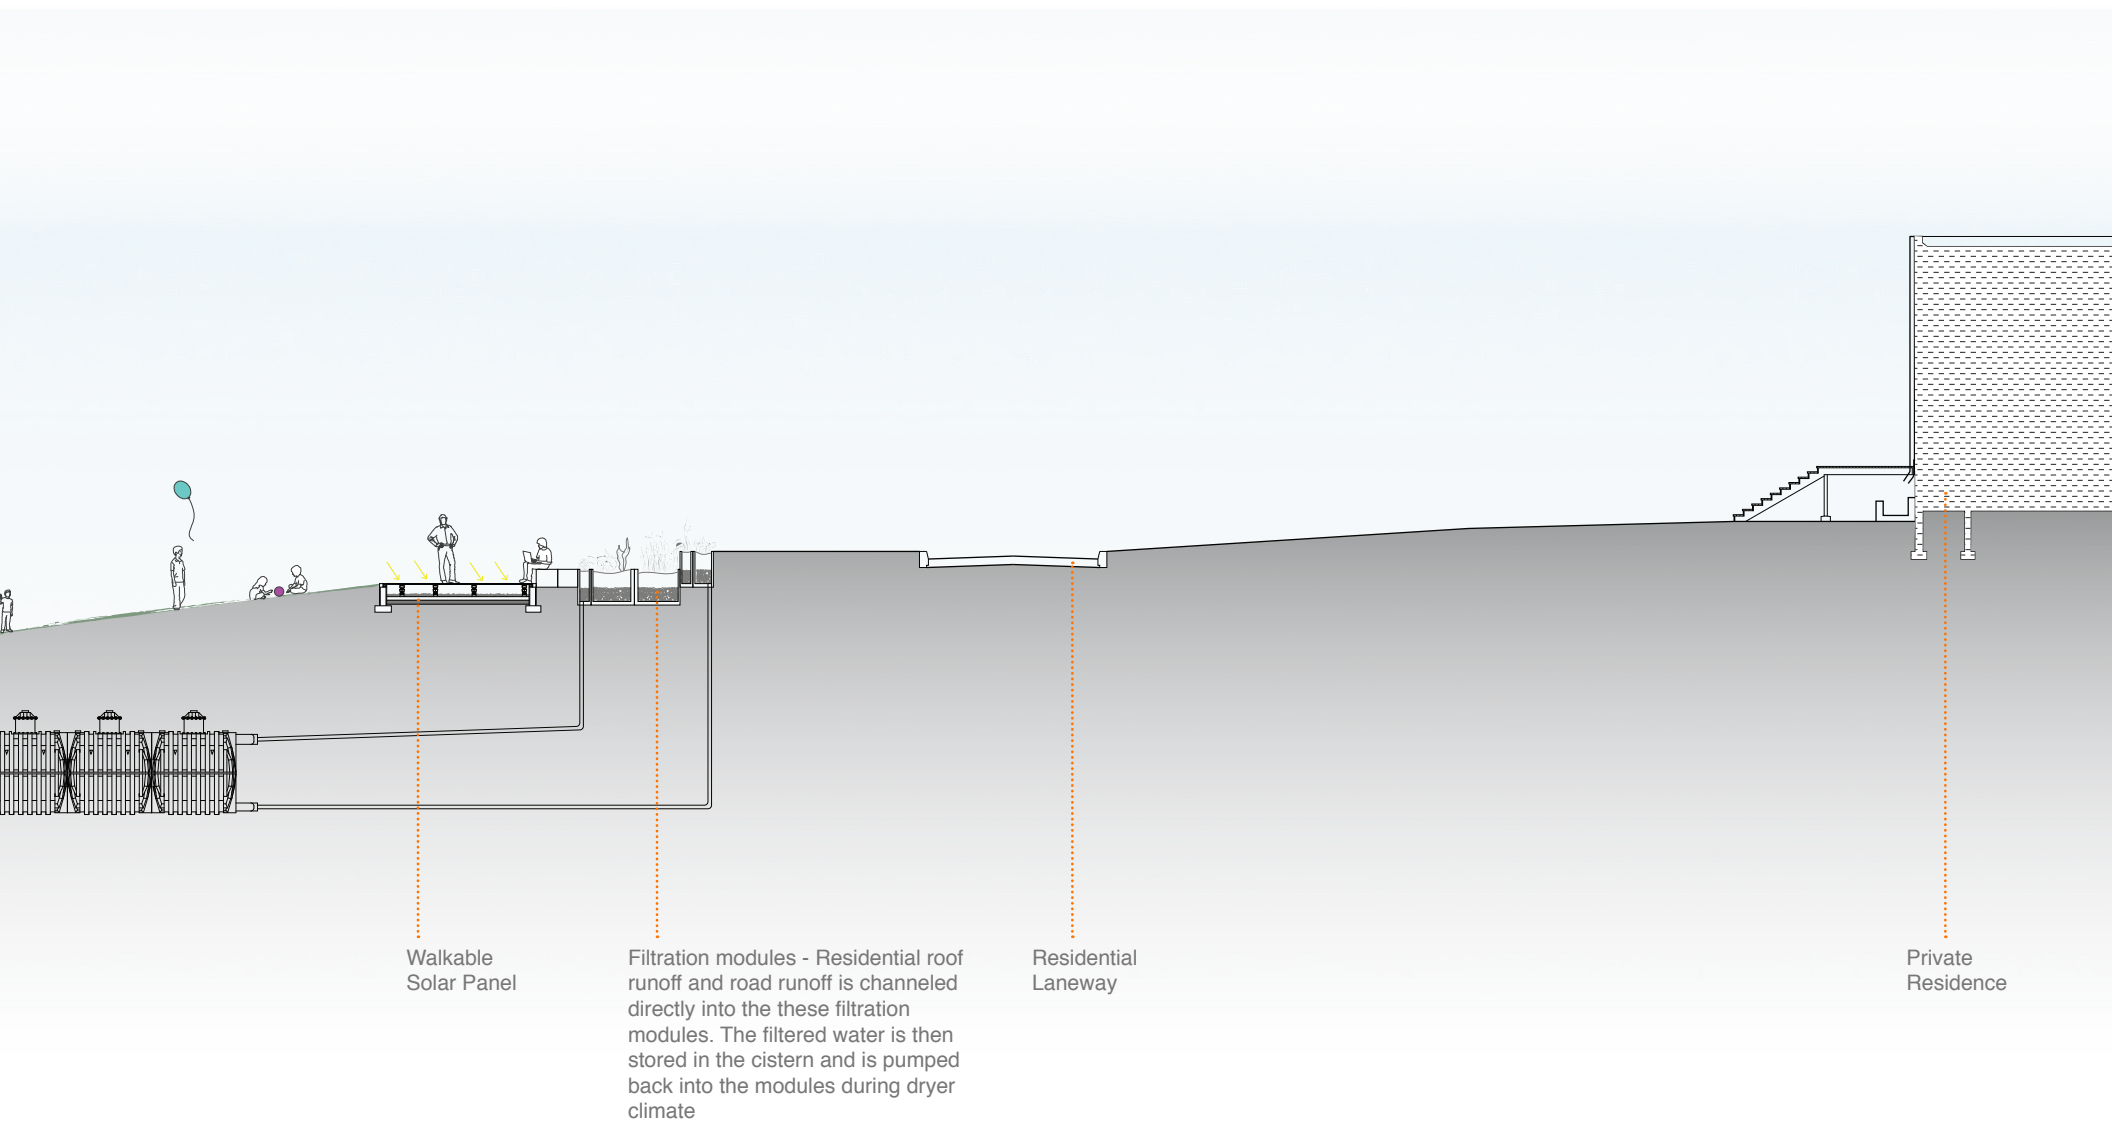 Walkable
Solar Panel
Filtration modules - Residential roof
runoff and road runoff is channeled
directly into the these filtration
modules. The filtered water is then
stored in the cistern and is pumped
back into the modules during dryer
climate
Residential
Laneway
Private
Residence